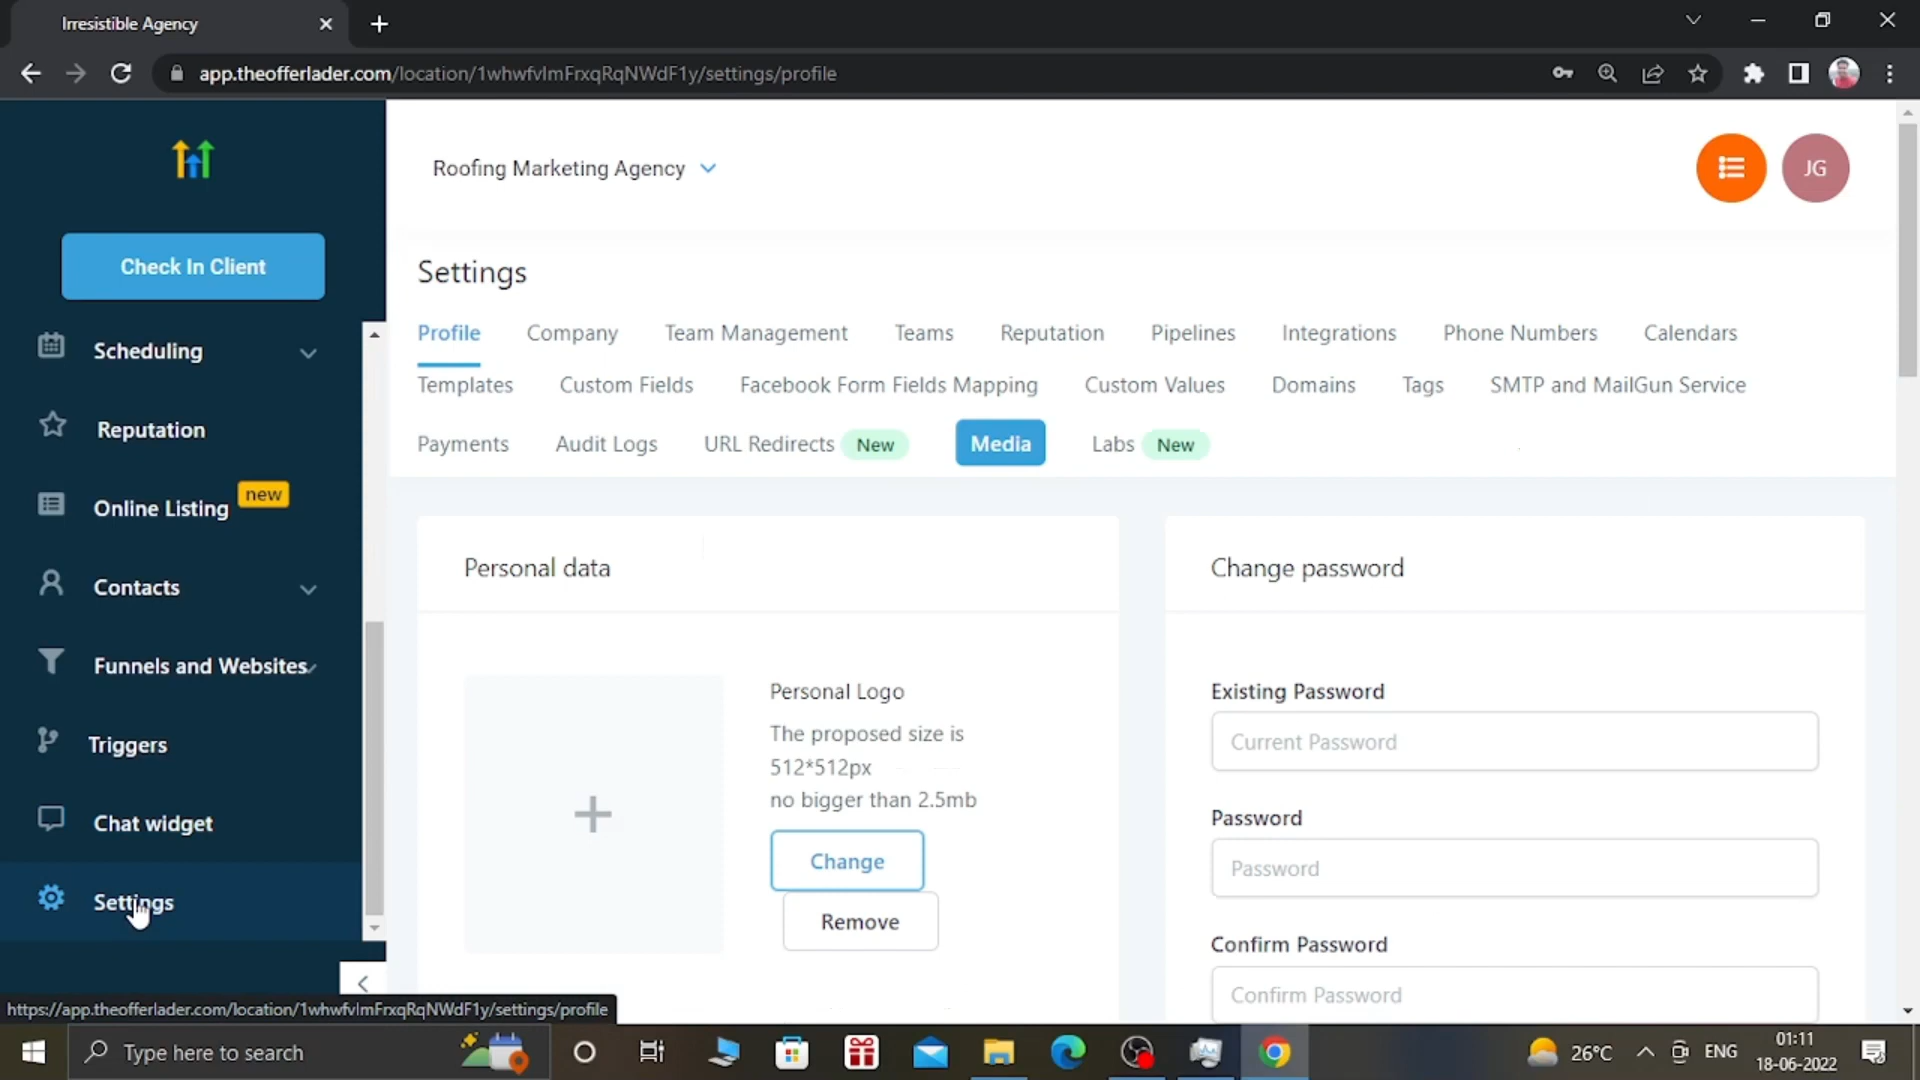 Irresistible Agency
app.theofferlader.com/location/1whwfvlmFrxqRqNWdF1y/settings/profile
Check In Client
Scheduling
Reputation
Online Listing new
Contacts
Funnels and Websites
Triggers
Chat widget
Settings
Roofing Marketing Agency
JG
Settings
Profile Company Team Management Teams Reputation Pipelines Integrations Phone Numbers Calendars
Templates Custom Fields Facebook Form Fields Mapping Custom Values Domains Tags SMTP and MailGun Service
Payments Audit Logs URL Redirects New Media Labs New
Personal data
Personal Logo
The proposed size is
512*512px
no bigger than 2.5mb
Change
Remove
Change password
Existing Password
Current Password
Password
Password
Confirm Password
Confirm Password
https://app.theofferlader.com/location/1whwfvlmFrxqRqNWdF1y/settings/profile
Type here to search
26°C
ENG
01:11
18-06-2022